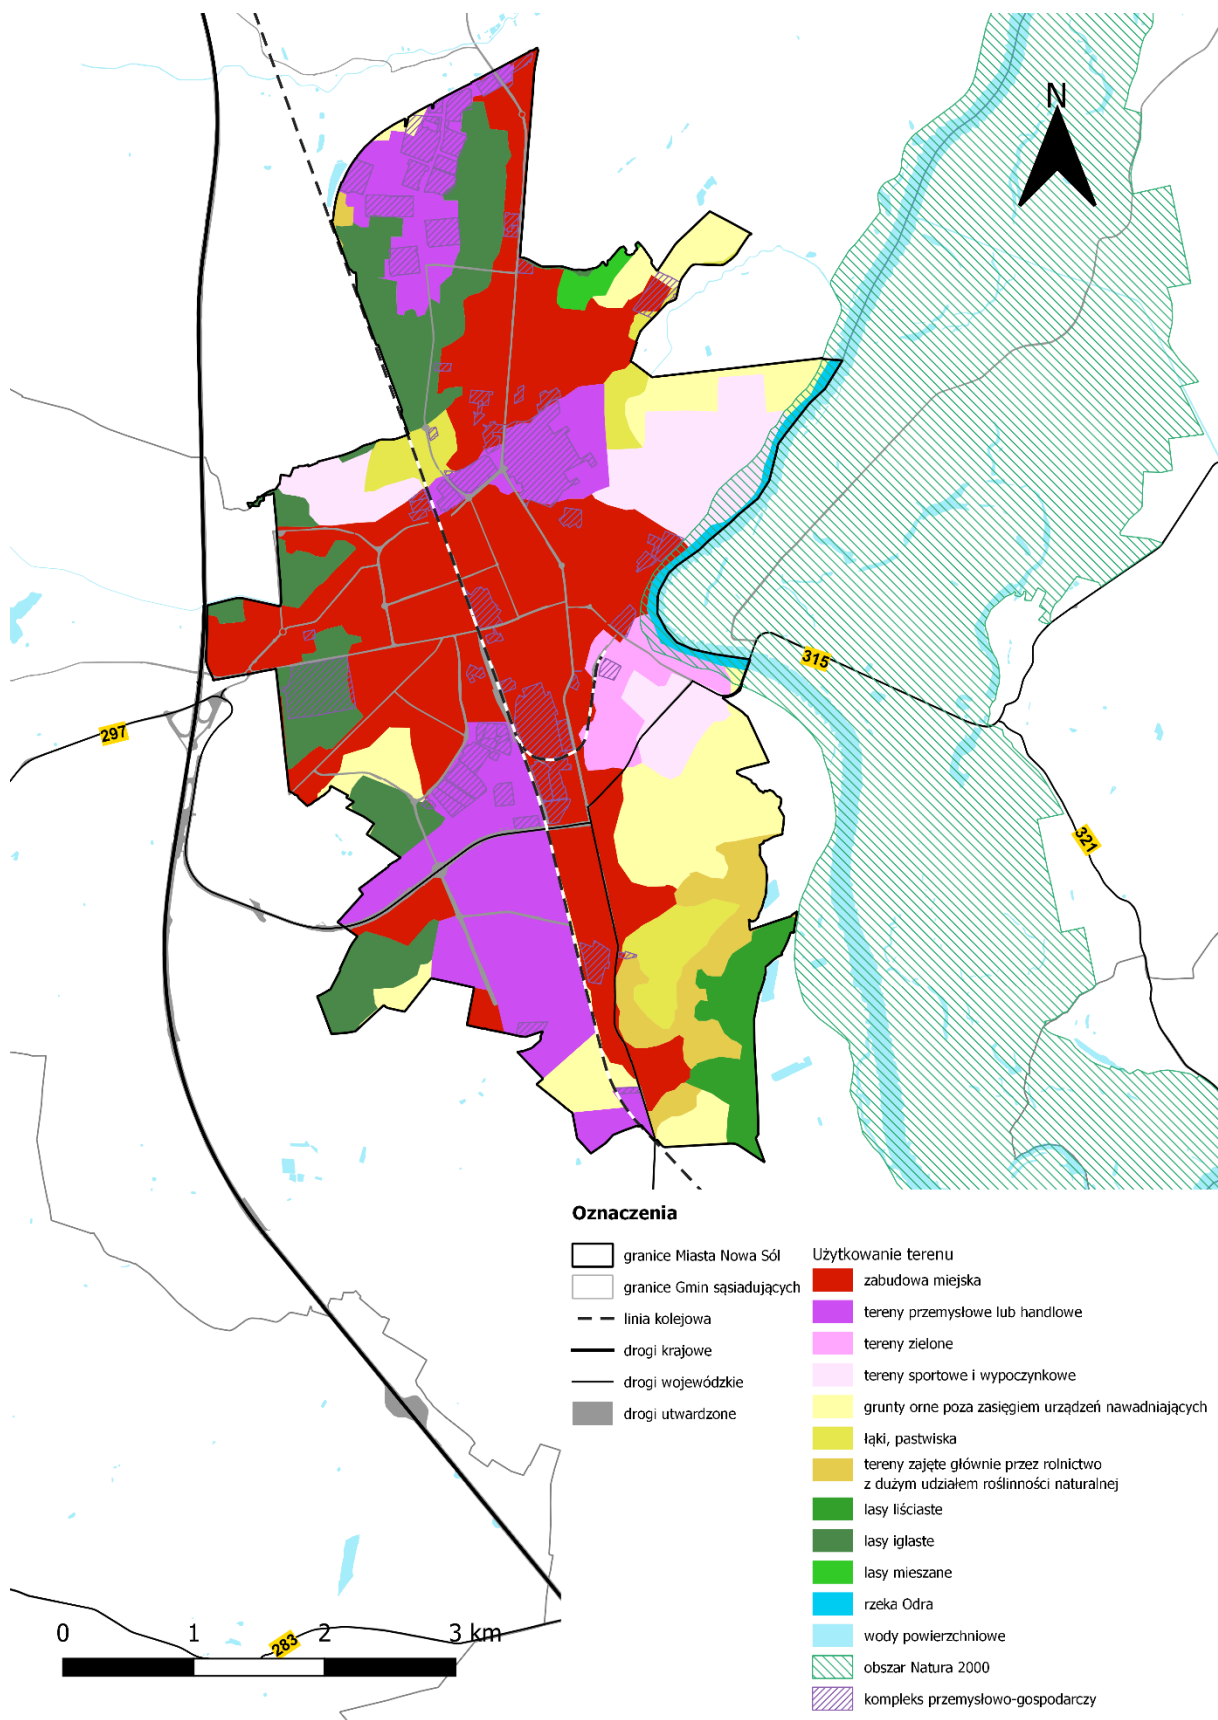 N
315
297
321
Oznaczenia
granice Miasta Nowa Sól
granice Gmin sąsiadujących
linia kolejowa
drogi krajowe
drogi wojewódzkie
drogi utwardzone
Użytkowanie terenu
zabudowa miejska
tereny przemysłowe lub handlowe
tereny zielone
tereny sportowe i wypoczynkowe
grunty orne poza zasięgiem urządzeń nawadniających
łąki, pastwiska
tereny zajęte głównie przez rolnictwo
z dużym udziałem roślinności naturalnej
lasy liściaste
lasy iglaste
lasy mieszane
rzeka Odra
wody powierzchniowe
obszar Natura 2000
kompleks przemysłowo-gospodarczy
0 1 2 3 km
283